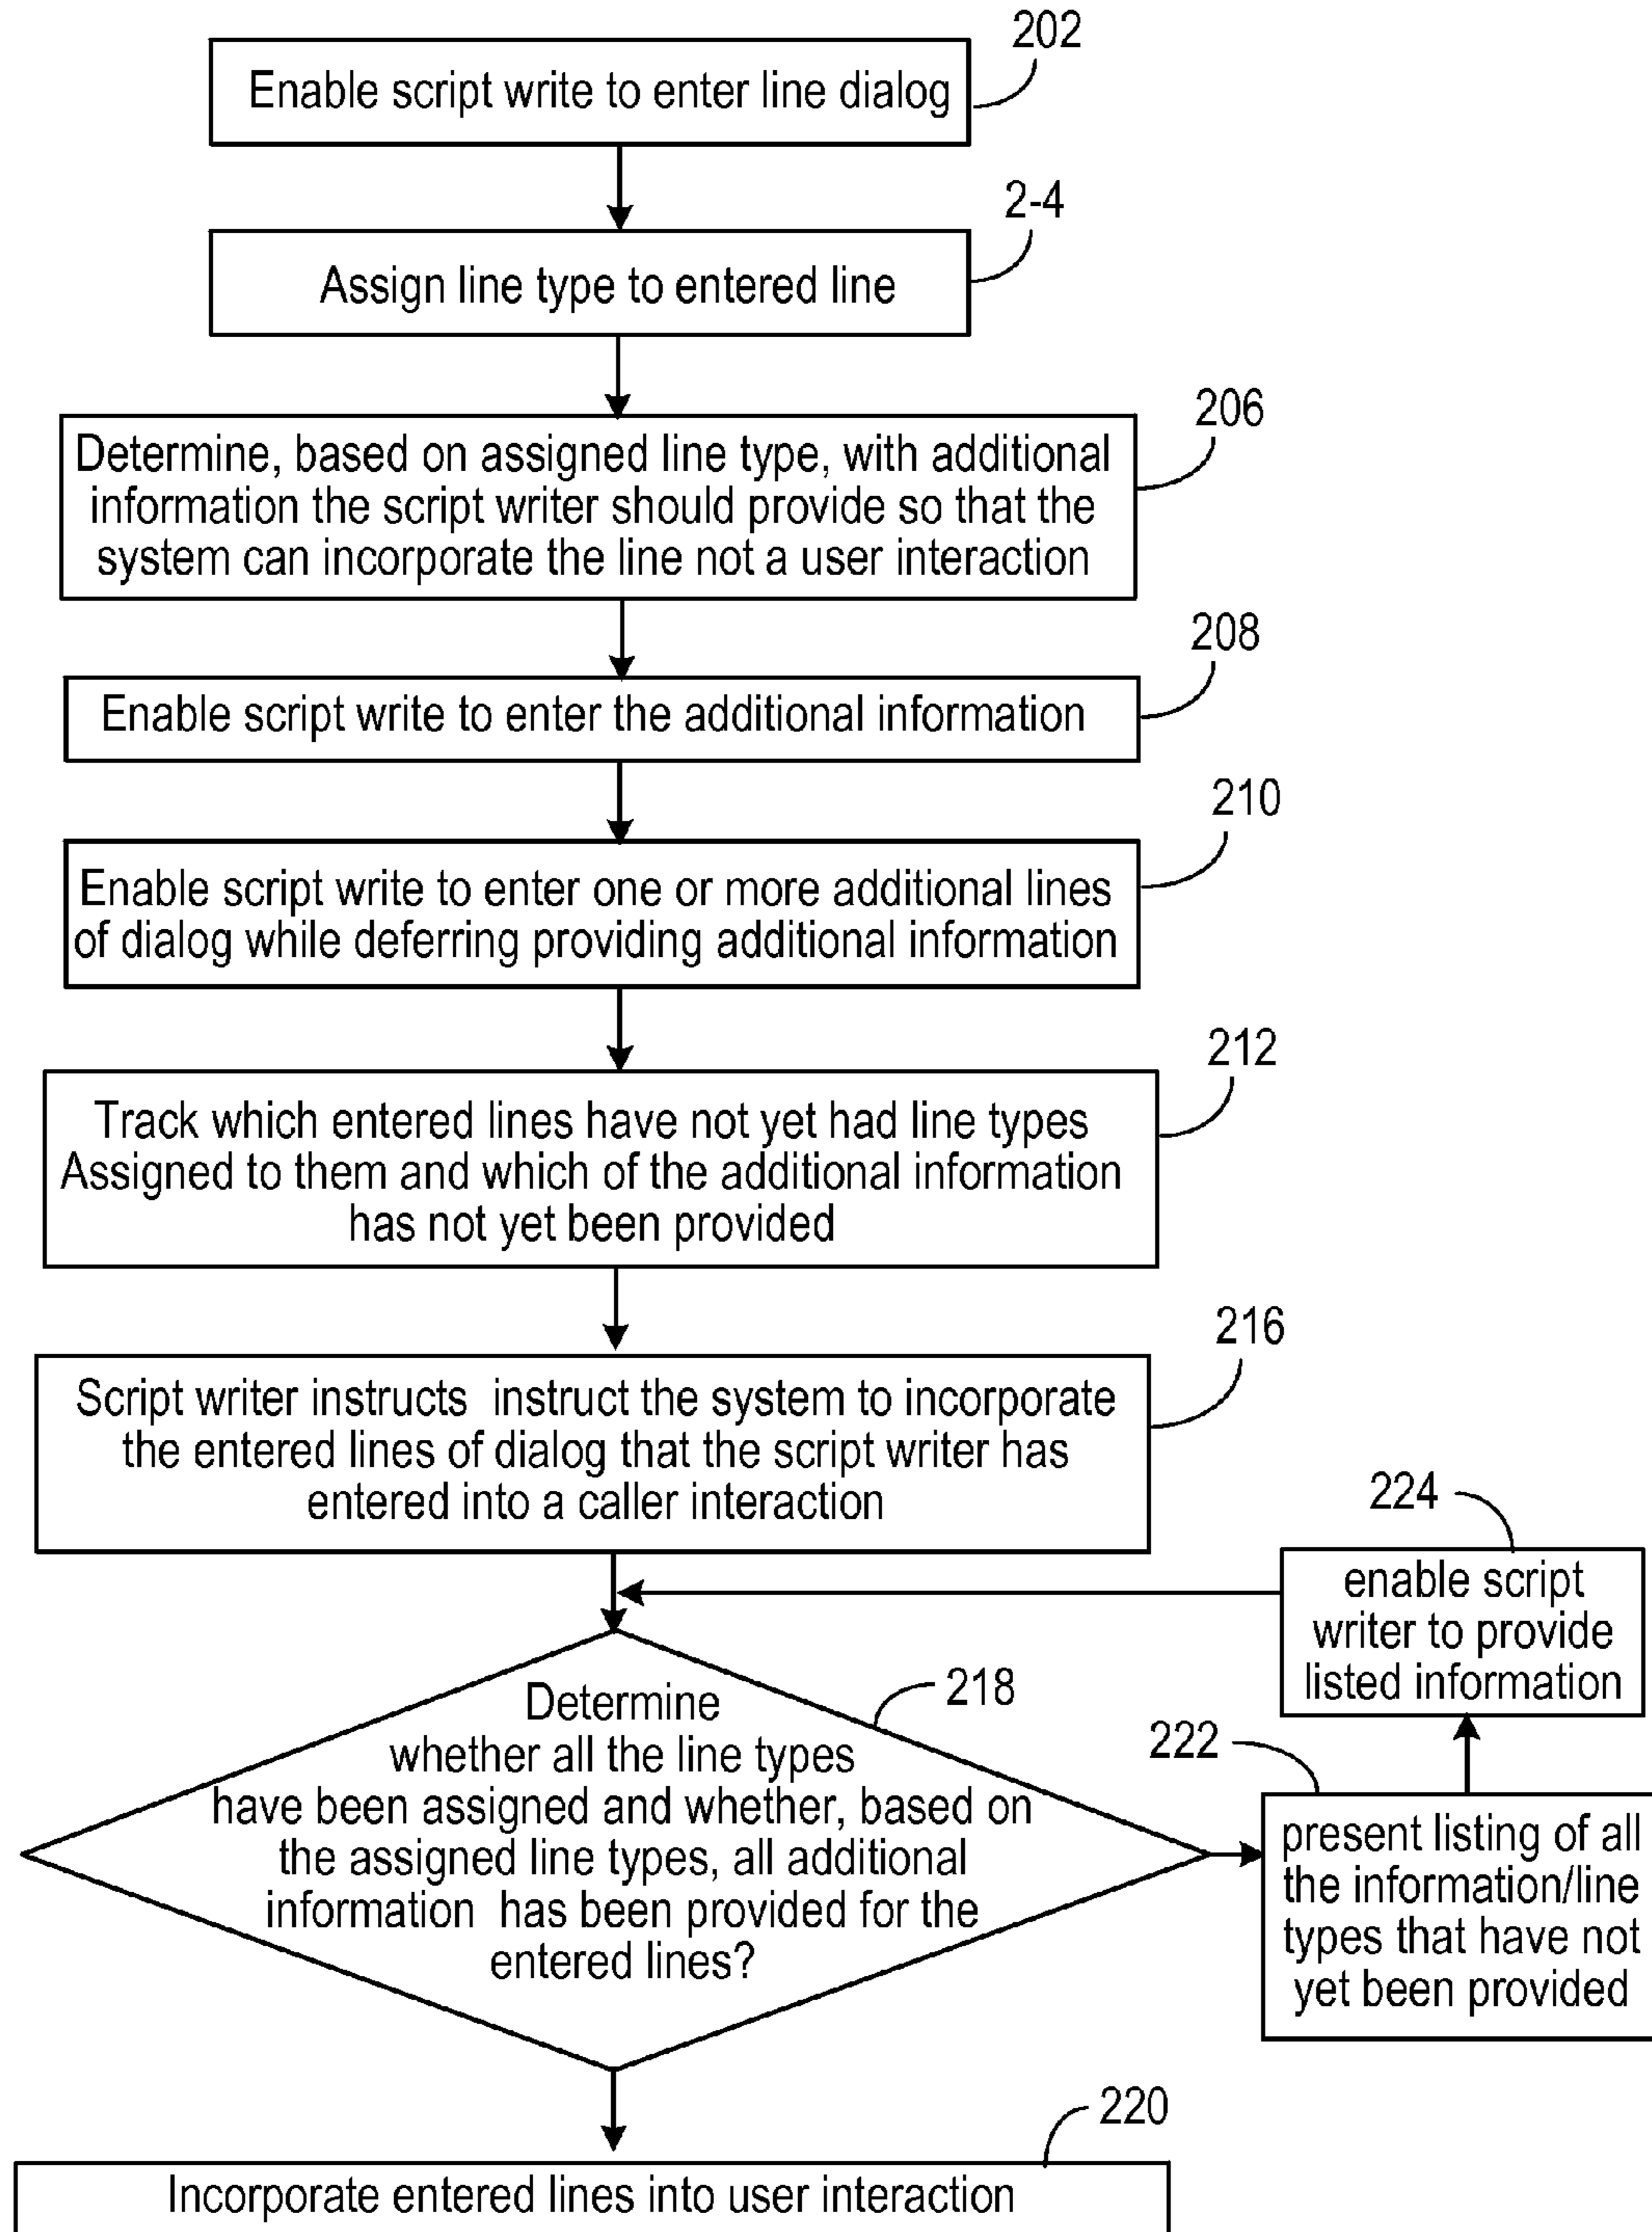 202
Enable script write to enter line dialog
2-4
Assign line type to entered line
206
Determine, based on assigned line type, with additional
information the script writer should provide so that the
system can incorporate the line not a user interaction
208
Enable script write to enter the additional information
210
Enable script write to enter one or more additional lines
of dialog while deferring providing additional information
212
Track which entered lines have not yet had line types
Assigned to them and which of the additional information
has not yet been provided
216
Script writer instructs instruct the system to incorporate
the entered lines of dialog that the script writer has
entered into a caller interaction
224
enable script
writer to provide
listed information
218
Determine
whether all the line types
have been assigned and whether, based on
the assigned line types, all additional
information has been provided for the
entered lines?
222
present listing of all
the information/line
types that have not
yet been provided
220
Incorporate entered lines into user interaction